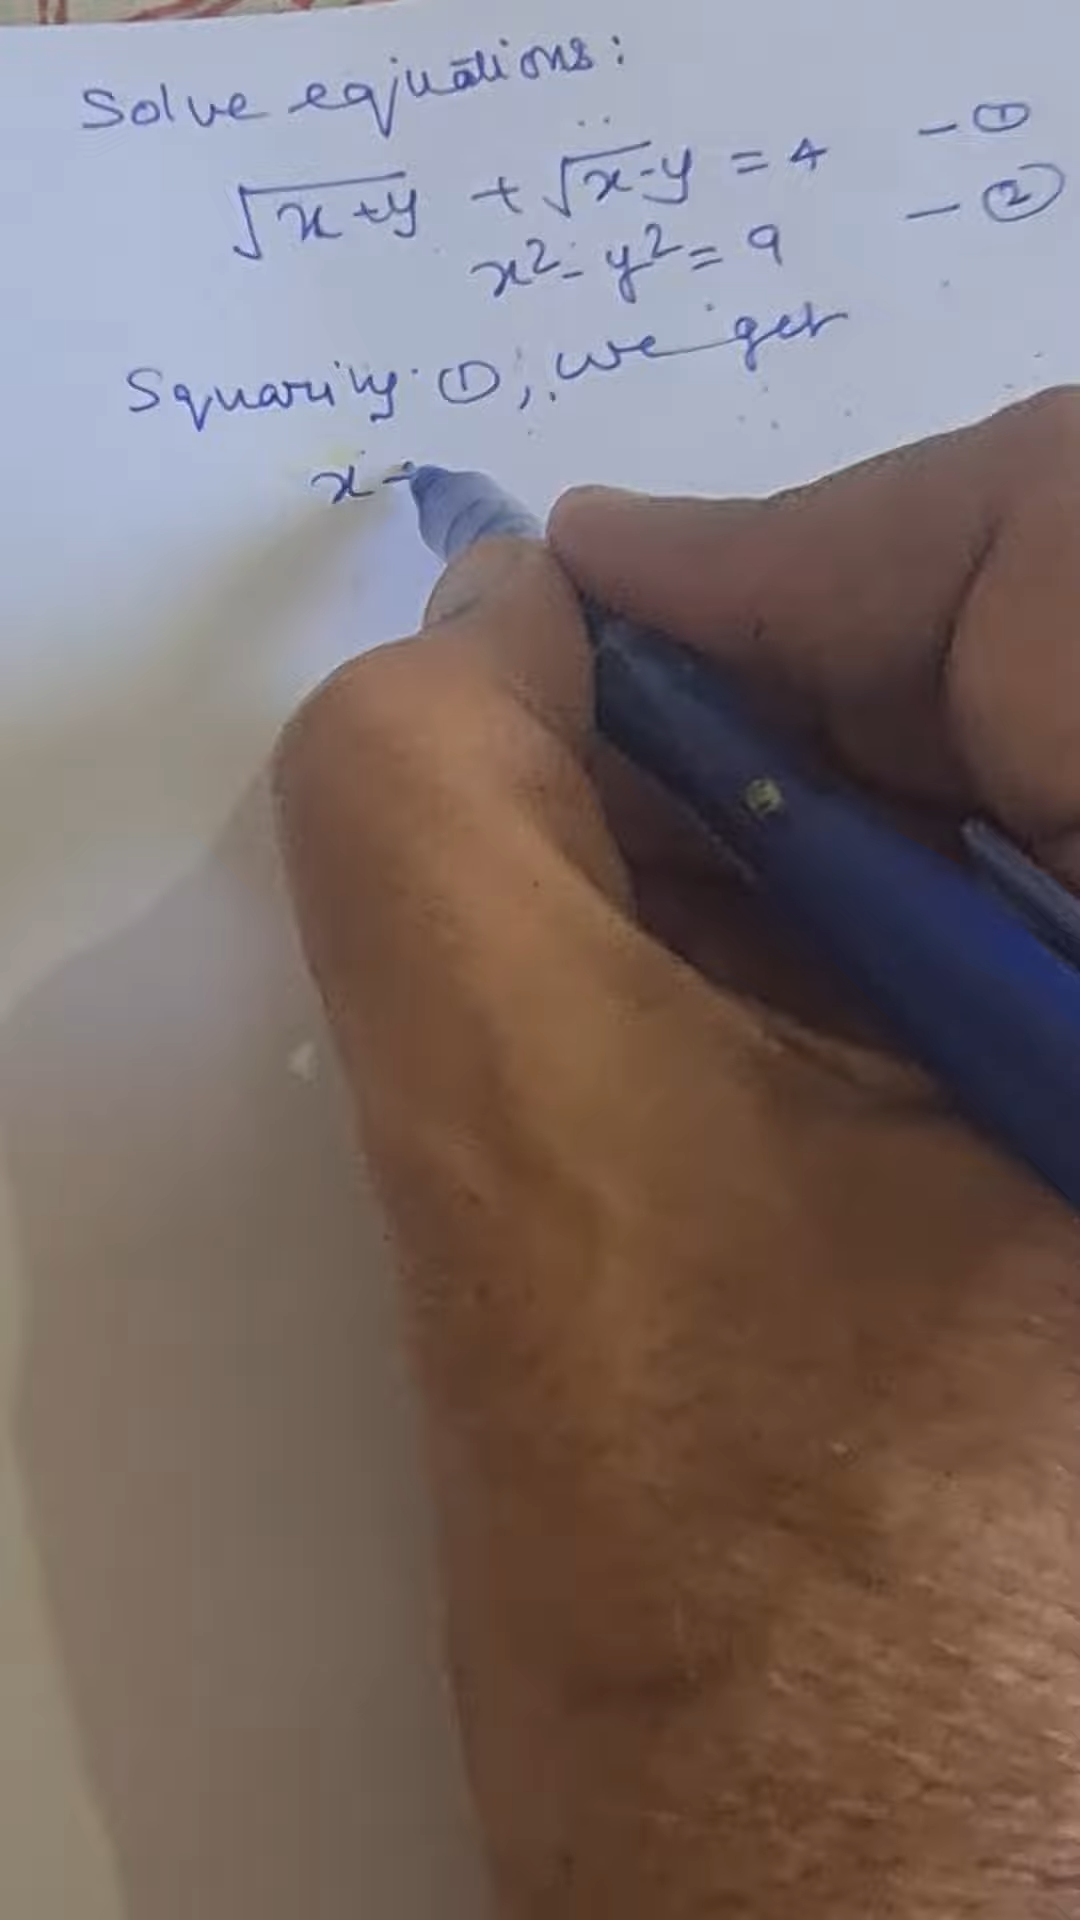 Solve equations:
√x+y + √x-y = 4 - ①
x² - y² = 9 - ②
Squaring ①, we get
x -